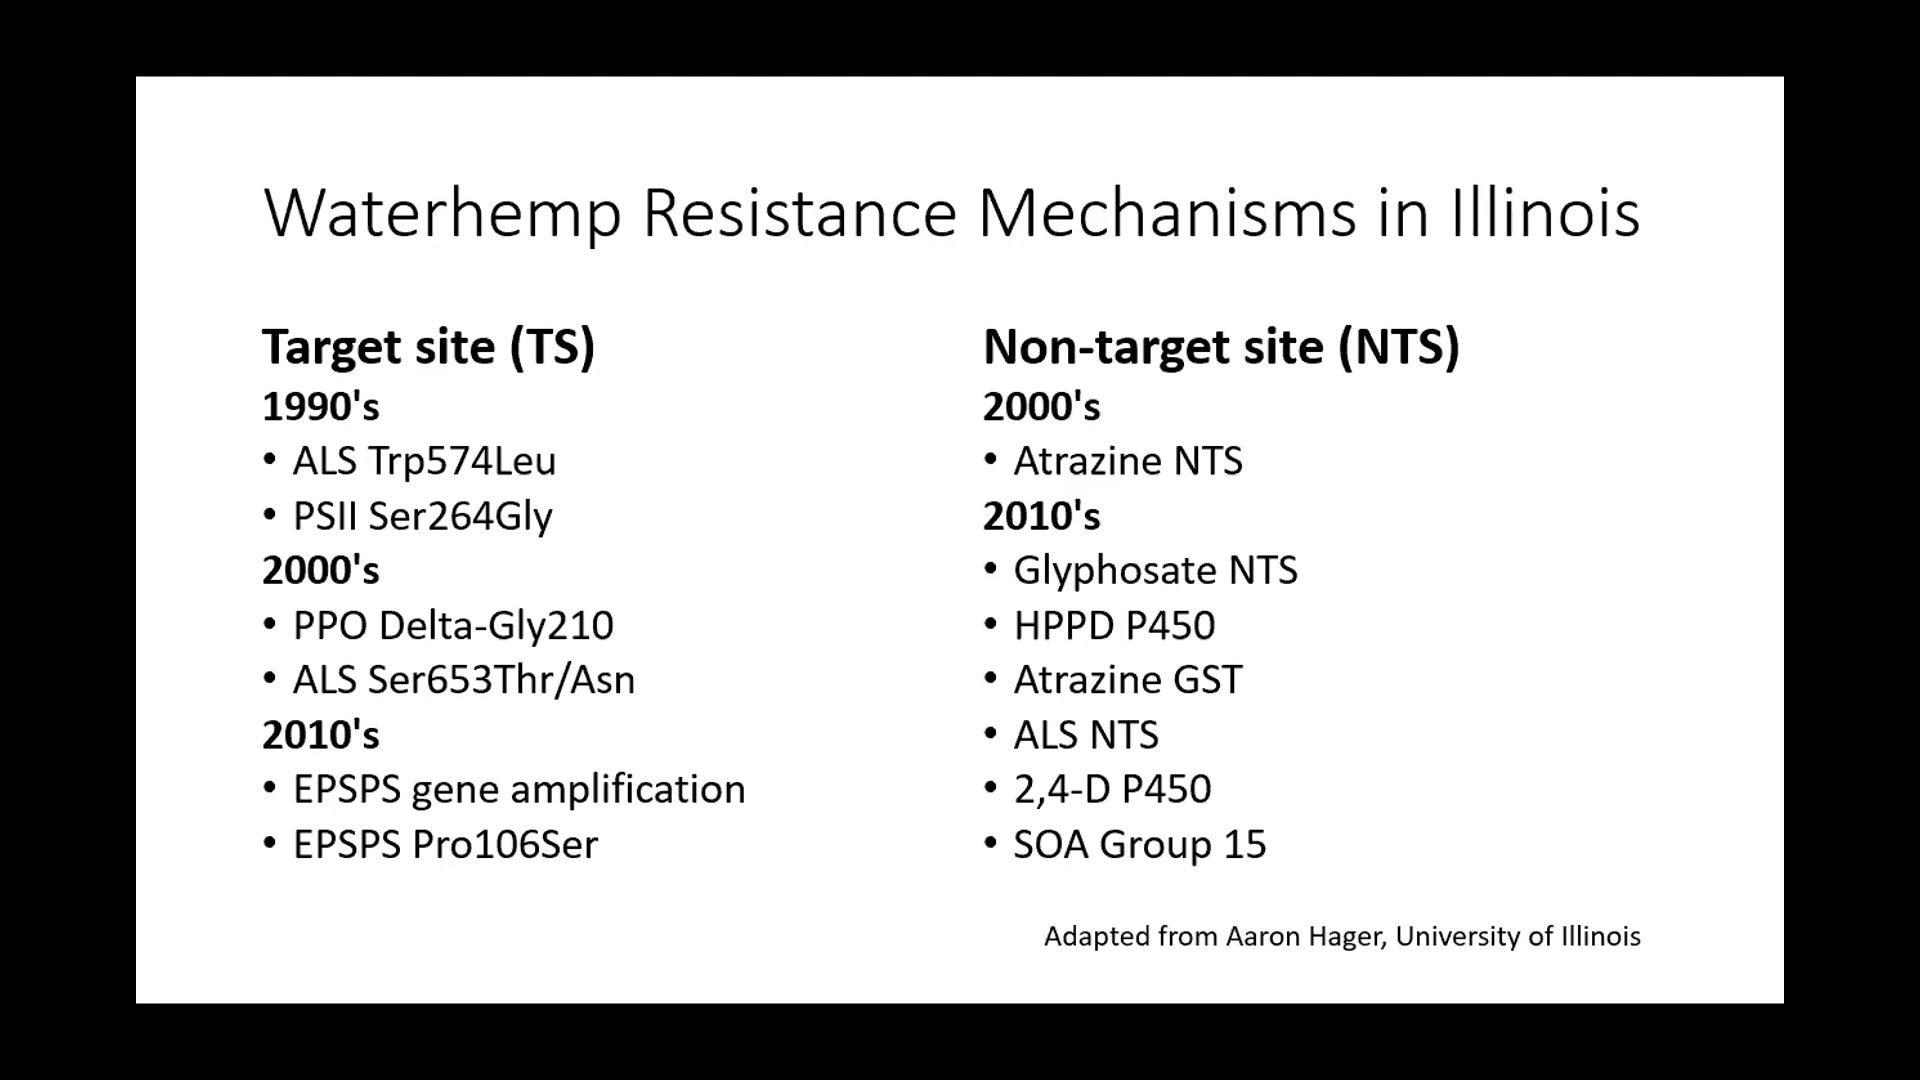 Waterhemp Resistance Mechanisms in Illinois
Target site (TS)
1990's
• ALS Trp574Leu
• PSII Ser264Gly
2000's
• PPO Delta-Gly210
• ALS Ser653Thr/Asn
2010's
• EPSPS gene amplification
• EPSPS Pro106Ser
Non-target site (NTS)
2000's
• Atrazine NTS
2010's
• Glyphosate NTS
• HPPD P450
• Atrazine GST
• ALS NTS
• 2,4-D P450
• SOA Group 15
Adapted from Aaron Hager, University of Illinois